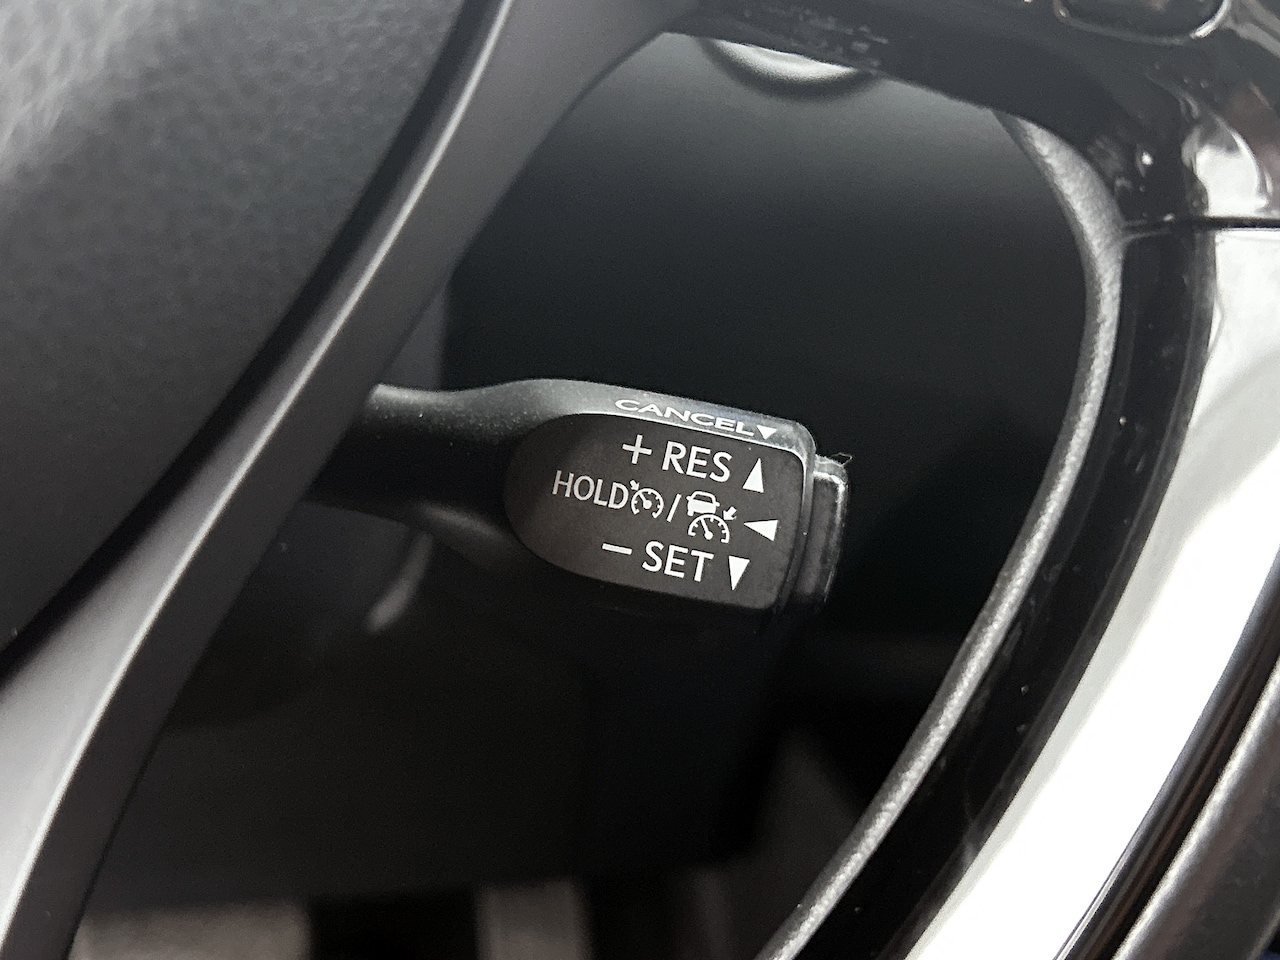 CANCEL▼
+ RES ▲
HOLD / ◀
− SET ▼